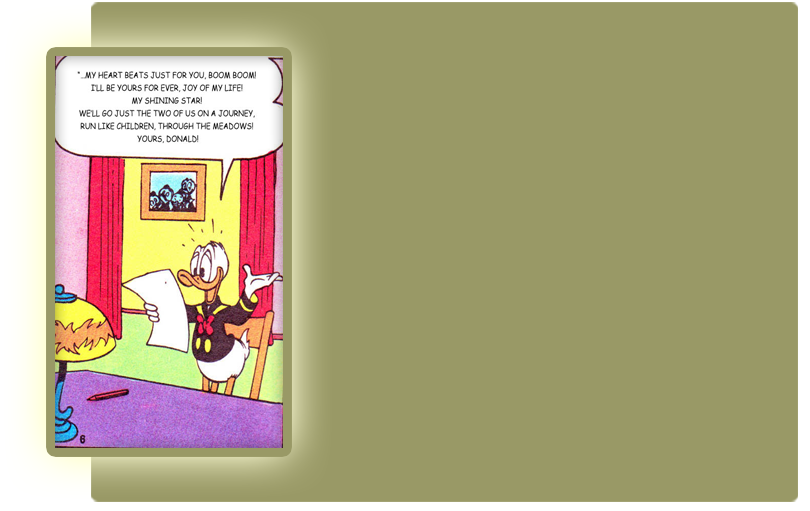 "...MY HEART BEATS JUST FOR YOU, BOOM BOOM!
I'LL BE YOURS FOR EVER, JOY OF MY LIFE!
MY SHINING STAR!
WE'LL GO JUST THE TWO OF US ON A JOURNEY,
RUN LIKE CHILDREN, THROUGH THE MEADOWS!
YOURS, DONALD!
6